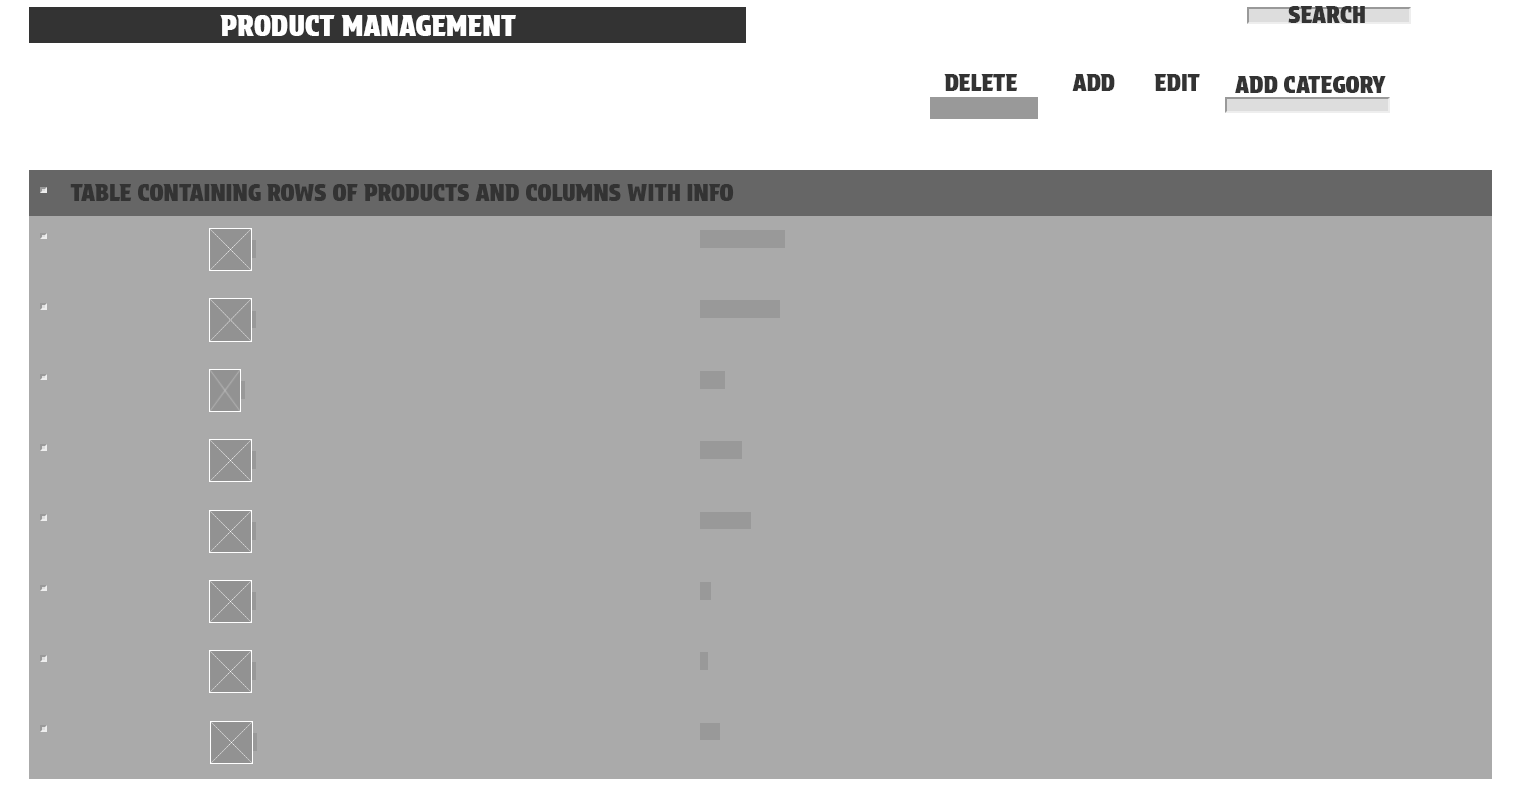 PRODUCT MANAGEMENT
SEARCH
DELETE
ADD
EDIT
ADD CATEGORY
TABLE CONTAINING ROWS OF PRODUCTS AND COLUMNS WITH INFO